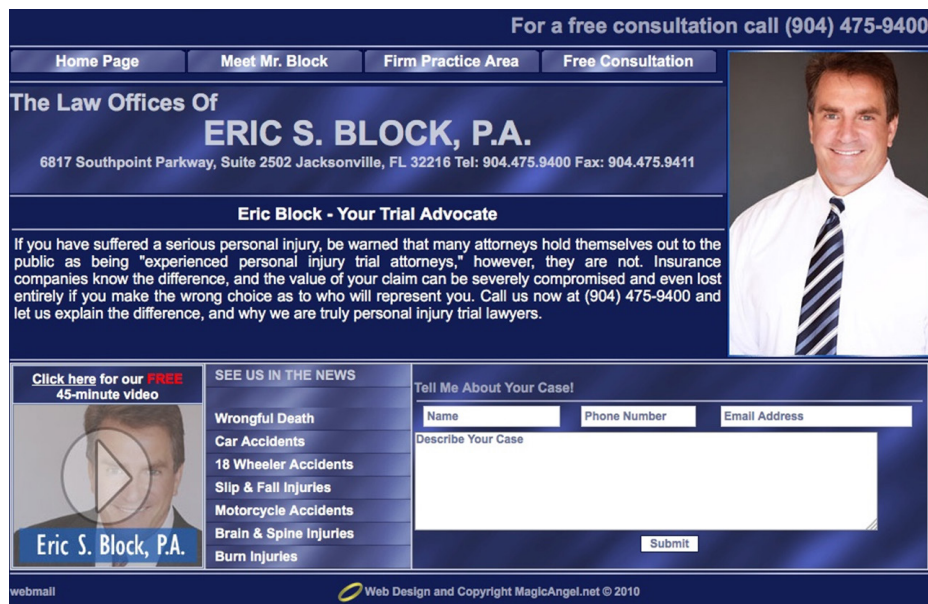 For a free consultation call (904) 475-9400
Home Page
Meet Mr. Block
Firm Practice Area
Free Consultation
The Law Offices Of
ERIC S. BLOCK, P.A.
6817 Southpoint Parkway, Suite 2502 Jacksonville, FL 32216 Tel: 904.475.9400 Fax: 904.475.9411
Eric Block - Your Trial Advocate
If you have suffered a serious personal injury, be warned that many attorneys hold themselves out to the
public as being "experienced personal injury trial attorneys," however, they are not. Insurance
companies know the difference, and the value of your claim can be severely compromised and even lost
entirely if you make the wrong choice as to who will represent you. Call us now at (904) 475-9400 and
let us explain the difference, and why we are truly personal injury trial lawyers.
Click here for our FREE
45-minute video
Eric S. Block, P.A.
SEE US IN THE NEWS
Wrongful Death
Car Accidents
18 Wheeler Accidents
Slip & Fall Injuries
Motorcycle Accidents
Brain & Spine Injuries
Burn Injuries
Tell Me About Your Case!
Name
Phone Number
Email Address
Describe Your Case
Submit
webmail
Web Design and Copyright MagicAngel.net © 2010